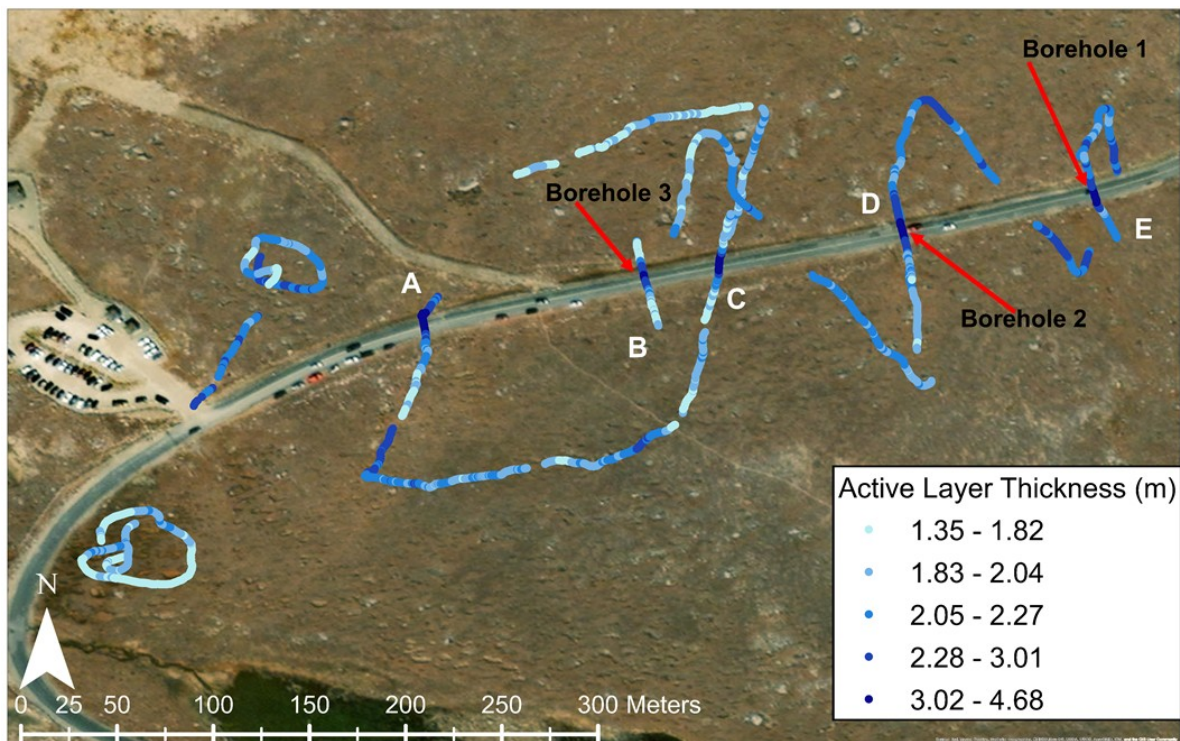 Borehole 1
Borehole 3
D
E
A
C
Borehole 2
B
Active Layer Thickness (m)
1.35 - 1.82
1.83 - 2.04
2.05 - 2.27
2.28 - 3.01
3.02 - 4.68
N
0 25 50 100 150 200 250 300 Meters